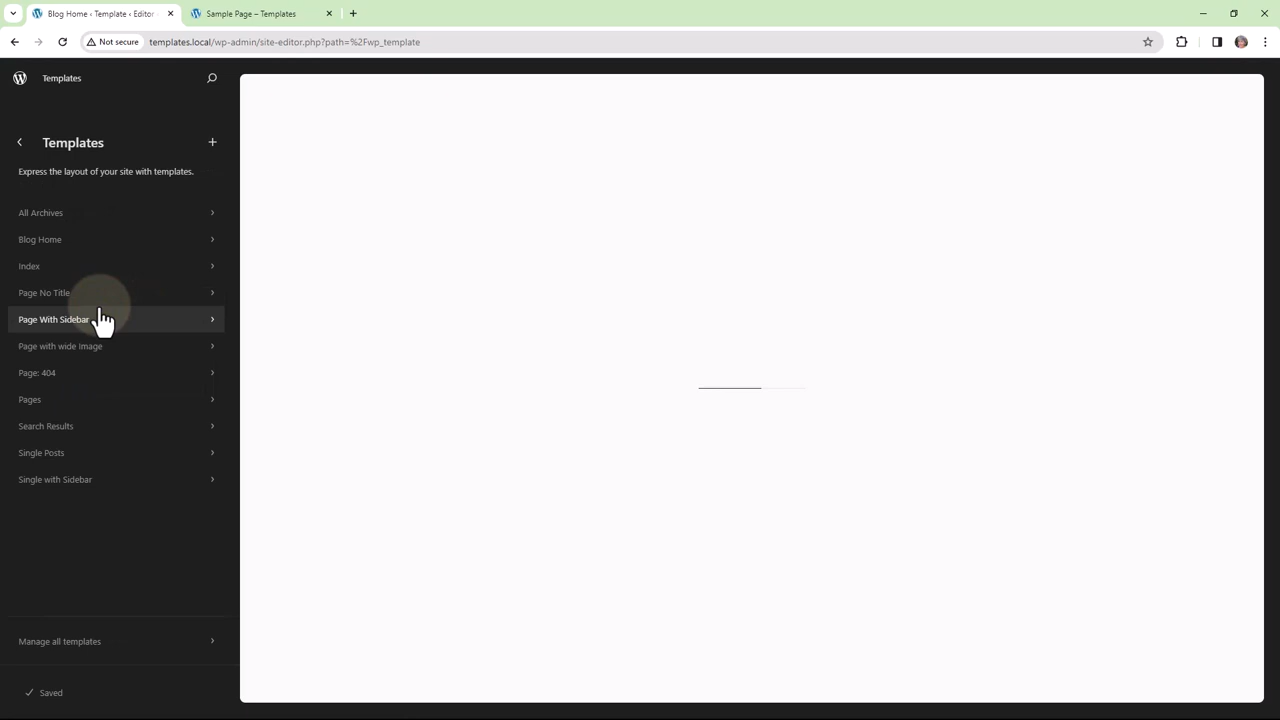 Blog Home ‹ Template ‹ Editor
Sample Page – Templates
Not secure
templates.local/wp-admin/site-editor.php?path=%2Fwp_template
Templates
Templates
Express the layout of your site with templates.
All Archives
Blog Home
Index
Page No Title
Page With Sidebar
Page with wide Image
Page: 404
Pages
Search Results
Single Posts
Single with Sidebar
Manage all templates
Saved